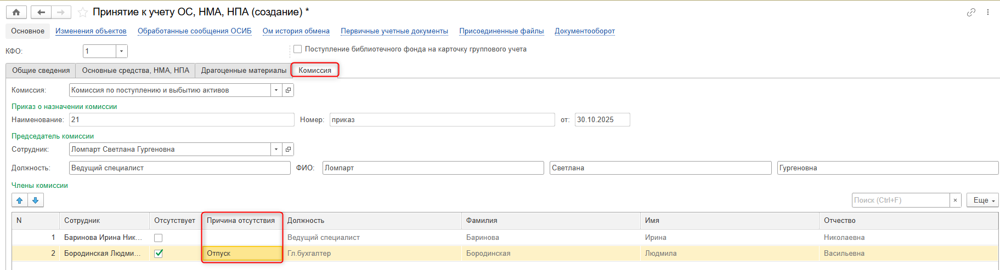 Принятие к учету ОС, НМА, НПА (создание) *
Основное Изменения объектов Обработанные сообщения ОСИБ Ом история обмена Первичные учетные документы Присоединенные файлы Документооборот
КФО: 1 Поступление библиотечного фонда на карточку группового учета
Общие сведения Основные средства, НМА, НПА Драгоценные материалы Комиссия
Комиссия: Комиссия по поступлению и выбытию активов
Приказ о назначении комиссии
Наименование: 21 Номер: приказ от: 30.10.2025
Председатель комиссии
Сотрудник: Ломпарт Светлана Гургеновна
Должность: Ведущий специалист ФИО: Ломпарт Светлана Гургеновна
Члены комиссии
Поиск (Ctrl+F) × Еще
N Сотрудник Отсутствует Причина отсутствия Должность Фамилия Имя Отчество
1 Баринова Ирина Ник... Ведущий специалист Баринова Ирина Николаевна
2 Бородинская Людми... Отпуск Гл.бухгалтер Бородинская Людмила Васильевна